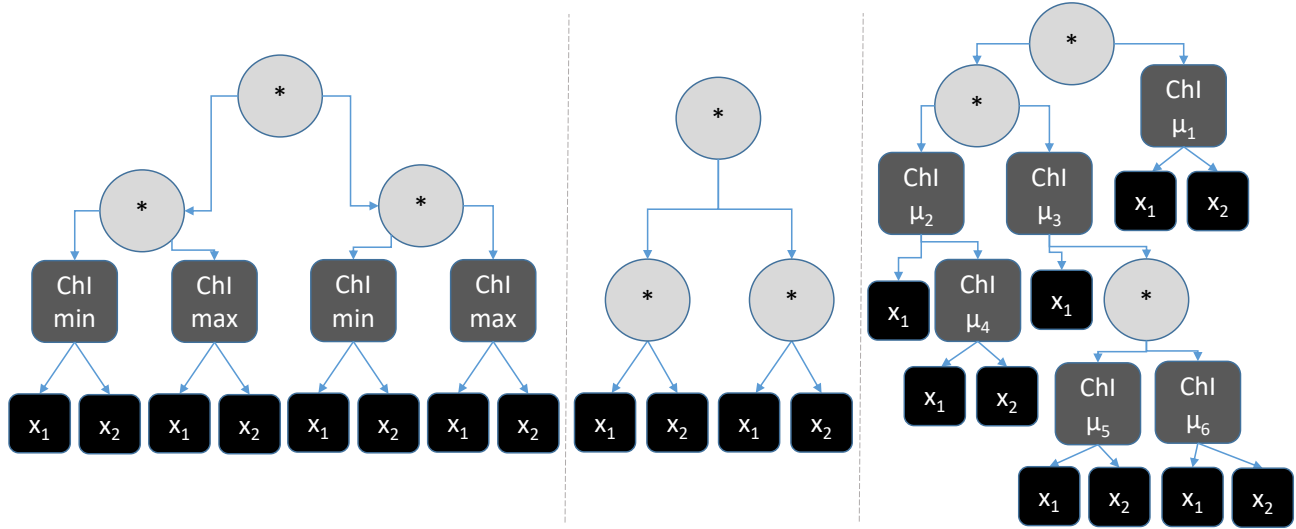 *
*
*
ChI
min
ChI
max
ChI
min
ChI
max
x₁
x₂
x₁
x₂
x₁
x₂
x₁
x₂
*
*
*
x₁
x₂
x₁
x₂
*
*
ChI
μ₁
x₁
x₂
ChI
μ₂
ChI
μ₃
x₁
ChI
μ₄
x₁
*
x₁
x₂
ChI
μ₅
ChI
μ₆
x₁
x₂
x₁
x₂